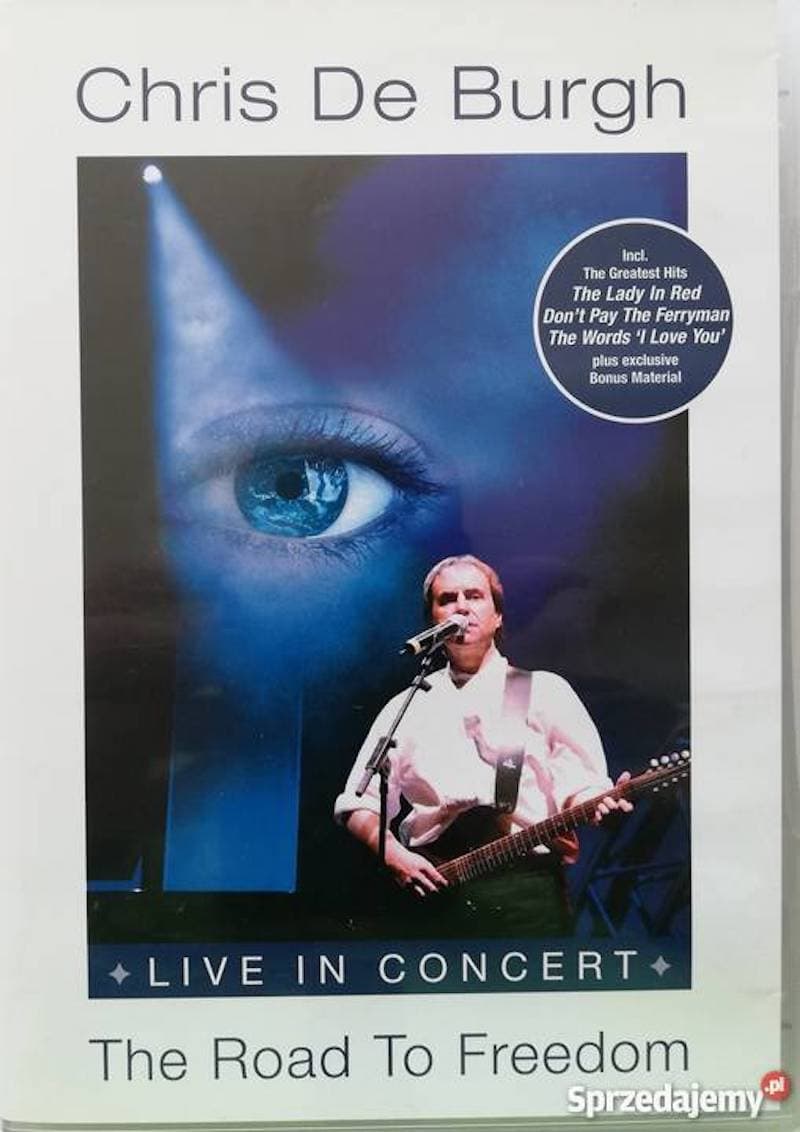 Chris De Burgh
Incl.
The Greatest Hits
The Lady In Red
Don't Pay The Ferryman
The Words 'I Love You'
plus exclusive
Bonus Material
LIVE IN CONCERT
The Road To Freedom
Sprzedajemy.pl